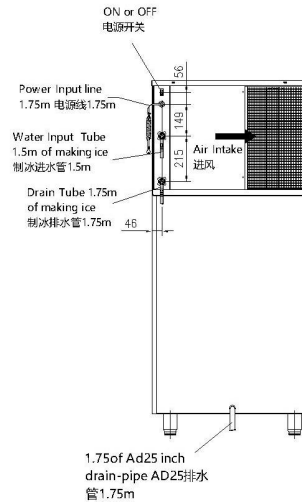 ON or OFF
电源开关
56
Power Input line
1.75m 电源线1.75m
149
Water Input Tube
1.5m of making ice
制冰进水管1.5m
Air Intake
进风
215
Drain Tube 1.75m
of making ice
制冰排水管1.75m
46
1.75of Ad25 inch
drain-pipe AD25排水
管1.75m